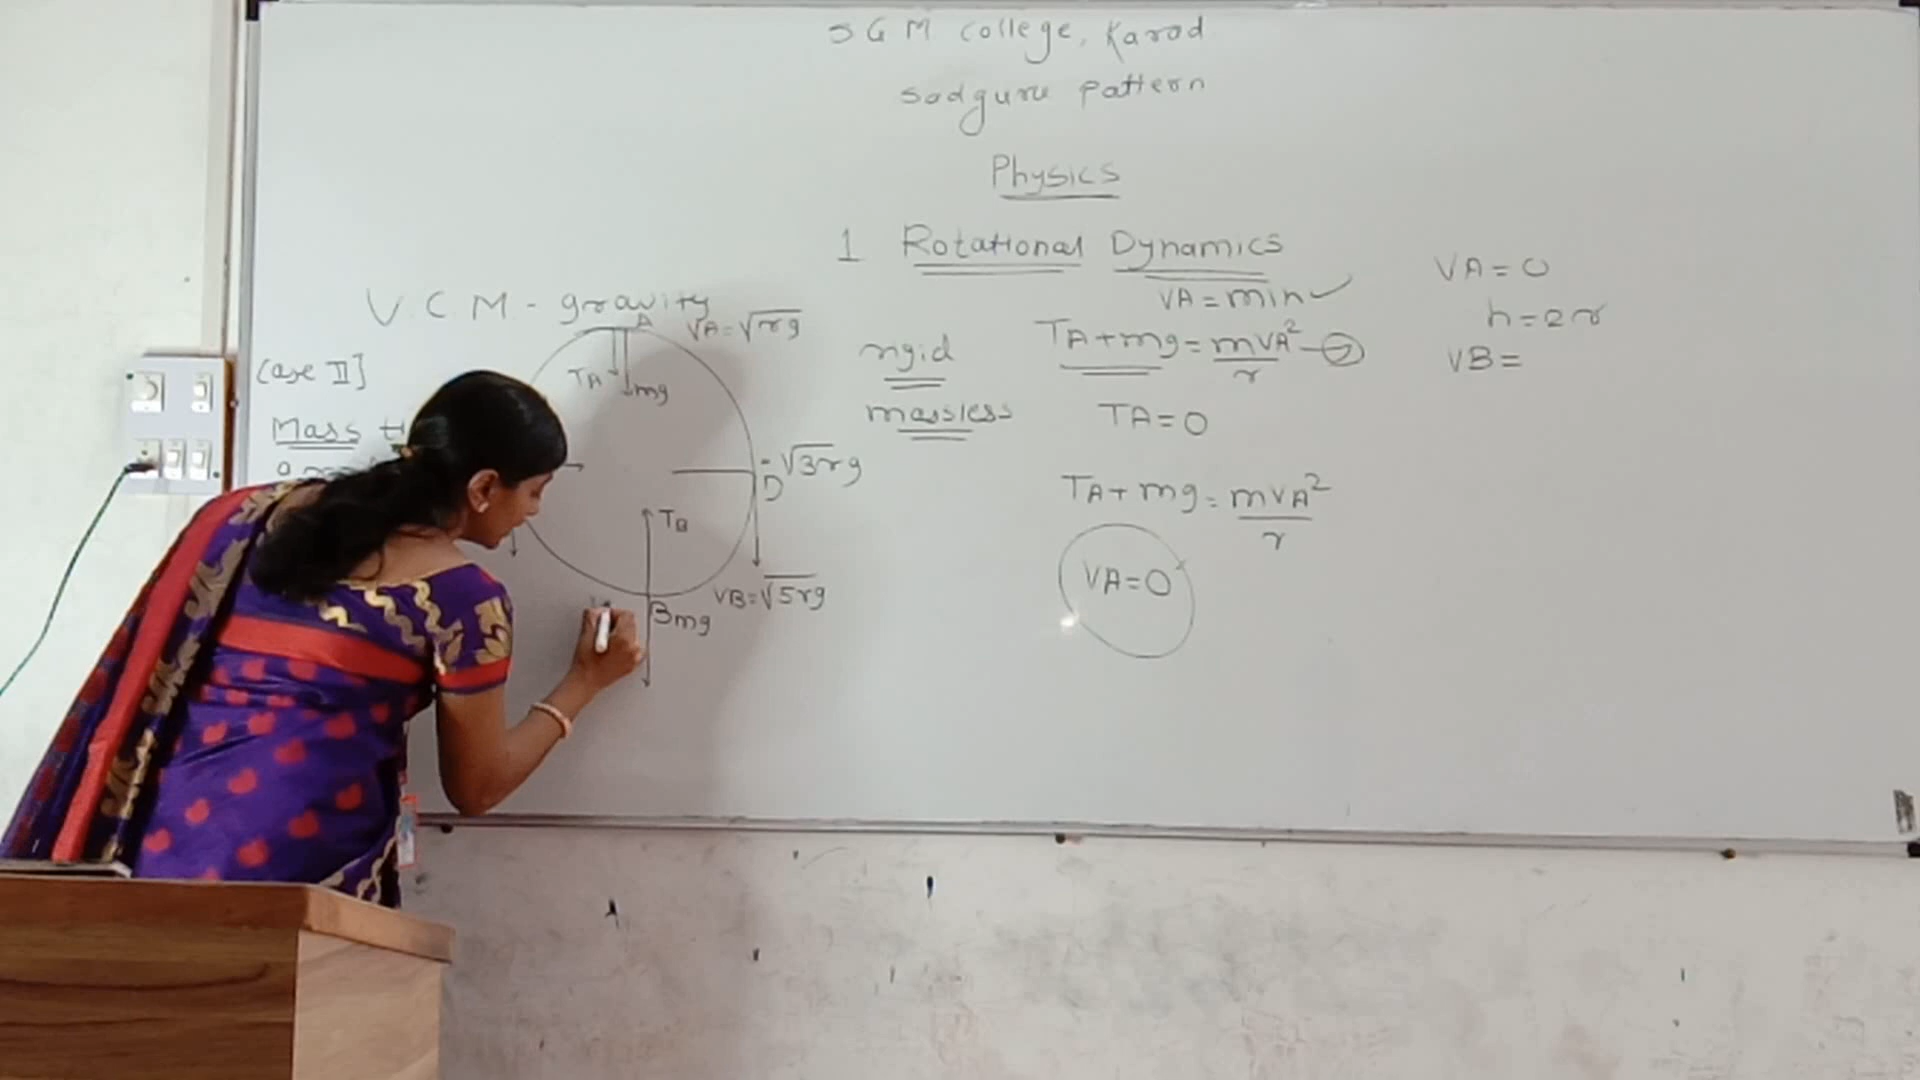 SGM College, Karad
Sadguru pattern
Physics
1 Rotational Dynamics
V.C.M - gravity
Case II]
Mass
A
VA = √rg
TA
mg
- √3rg
D
TB
B mg
VB = √5rg
rigid
massless
VA = min ✓
TA + mg = mVA²/r
TA = 0
TA + mg = mVA²/r
VA = 0
VA = 0
h = 2r
VB =